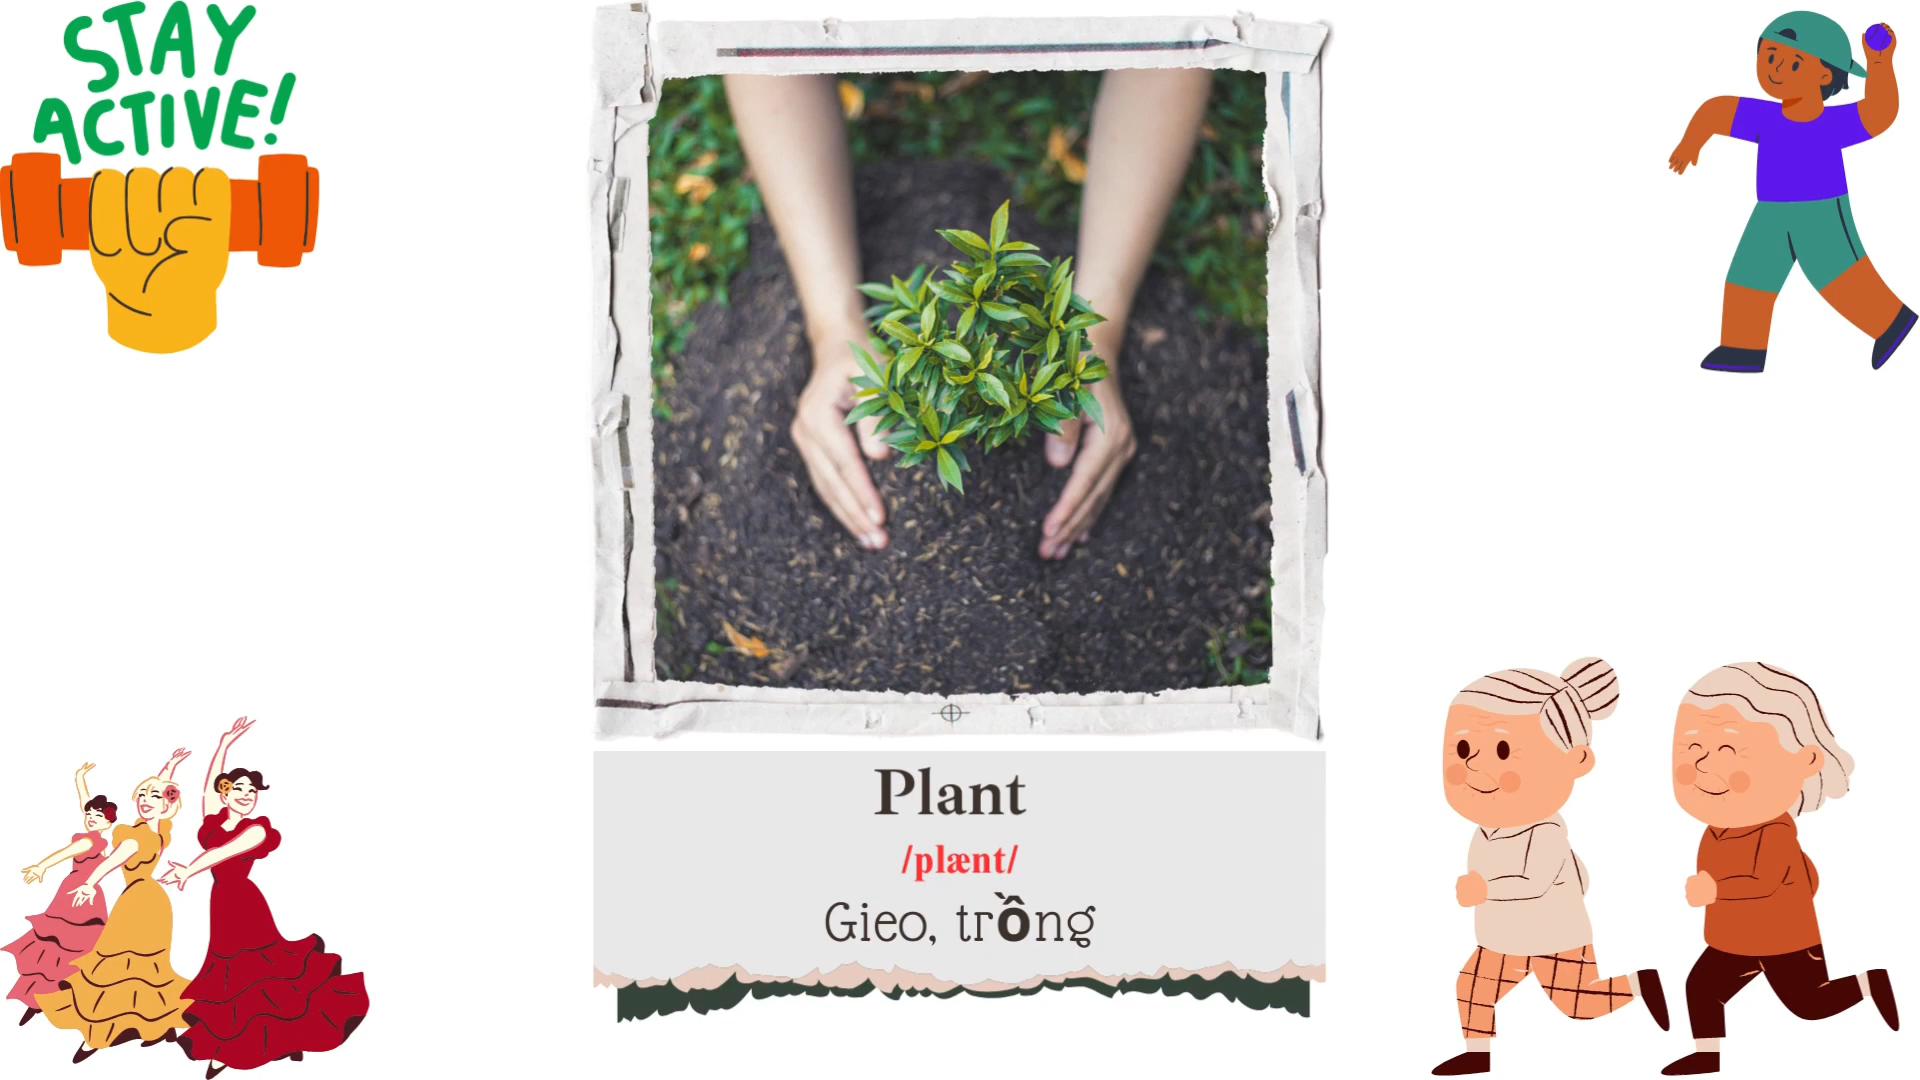 STAY
ACTIVE!
Plant
/plænt/
Gieo, trồng